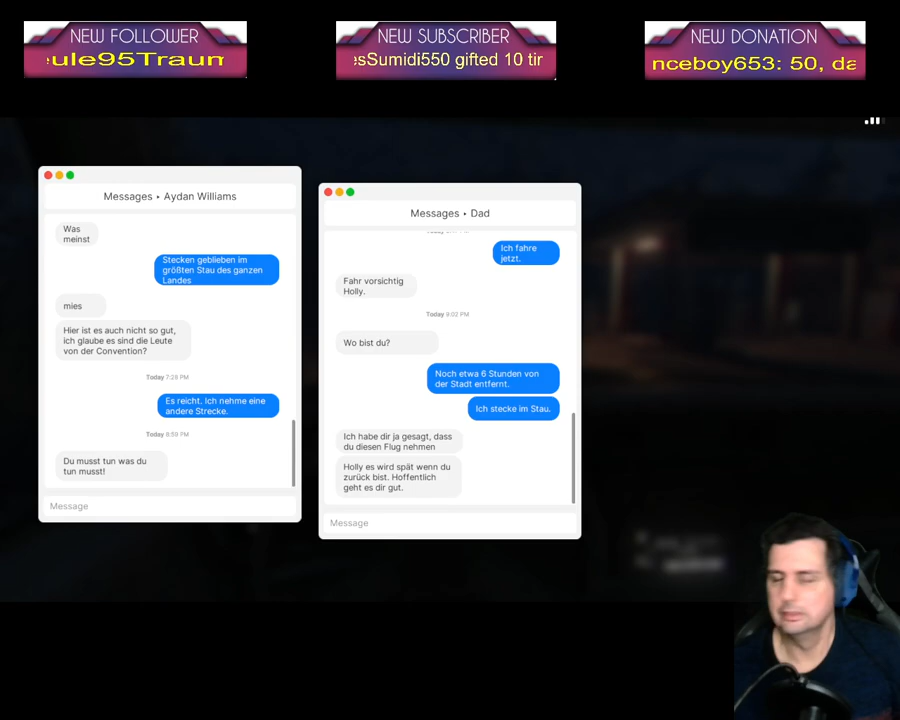 NEW FOLLOWER
ule95Traun
NEW SUBSCRIBER
sSumidi550 gifted 10 tir
NEW DONATION
nceboy653: 50, da
Messages • Aydan Williams
Was
meinst
Stecken geblieben im
größten Stau des ganzen
Landes
mies
Hier ist es auch nicht so gut,
ich glaube es sind die Leute
von der Convention?
Today 7:28 PM
Es reicht. Ich nehme eine
andere Strecke.
Today 8:59 PM
Du musst tun was du
tun musst!
Message
Messages • Dad
Ich fahre
jetzt.
Fahr vorsichtig
Holly.
Today 8:02 PM
Wo bist du?
Noch etwa 6 Stunden von
der Stadt entfernt.
Ich stecke im Stau.
Ich habe dir ja gesagt, dass
du diesen Flug nehmen
Holly es wird spät wenn du
zurück bist. Hoffentlich
geht es dir gut.
Message